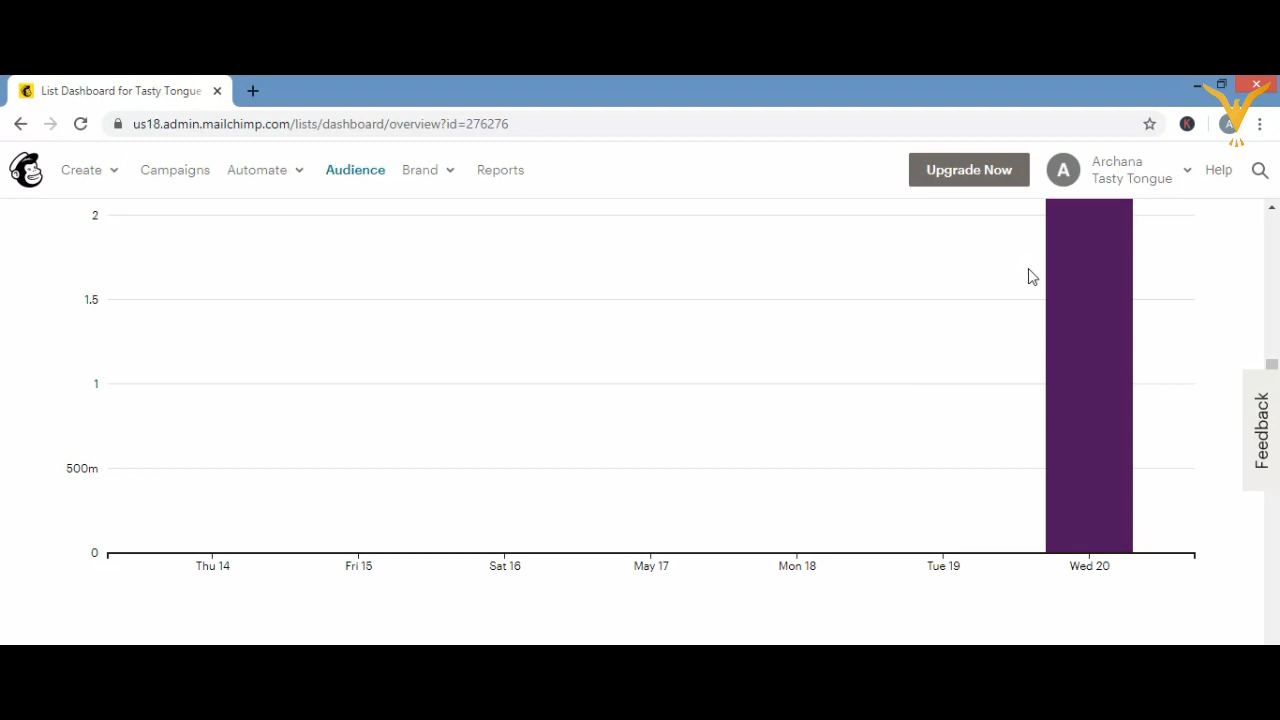 List Dashboard for Tasty Tongue
us18.admin.mailchimp.com/lists/dashboard/overview?id=276276
K
A
Create
Campaigns
Automate
Audience
Brand
Reports
Upgrade Now
A
Archana
Tasty Tongue
Help
2
1.5
1
500m
0
Thu 14
Fri 15
Sat 16
May 17
Mon 18
Tue 19
Wed 20
Feedback